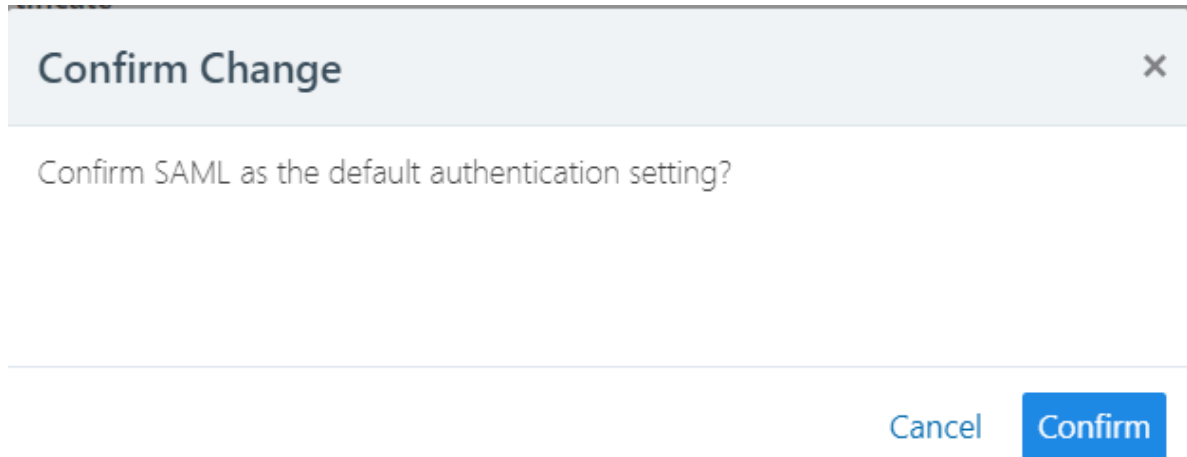 Confirm Change
Confirm SAML as the default authentication setting?
Cancel Confirm